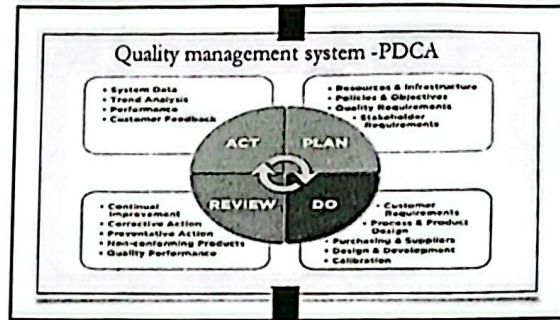 Quality management system -PDCA
• System Data
• Trend Analysis
• Performance
• Customer Feedback
• Resources & Infrastructure
• Policies & Objectives
• Quality Requirements
• Stakeholder
Requirements
ACT
PLAN
REVIEW
DO
• Continual
Improvement
• Corrective Action
• Preventative Action
• Non-conforming Products
• Quality Performance
• Customer
Requirements
• Process & Product
Design
• Purchasing & Suppliers
• Design & Development
• Calibration